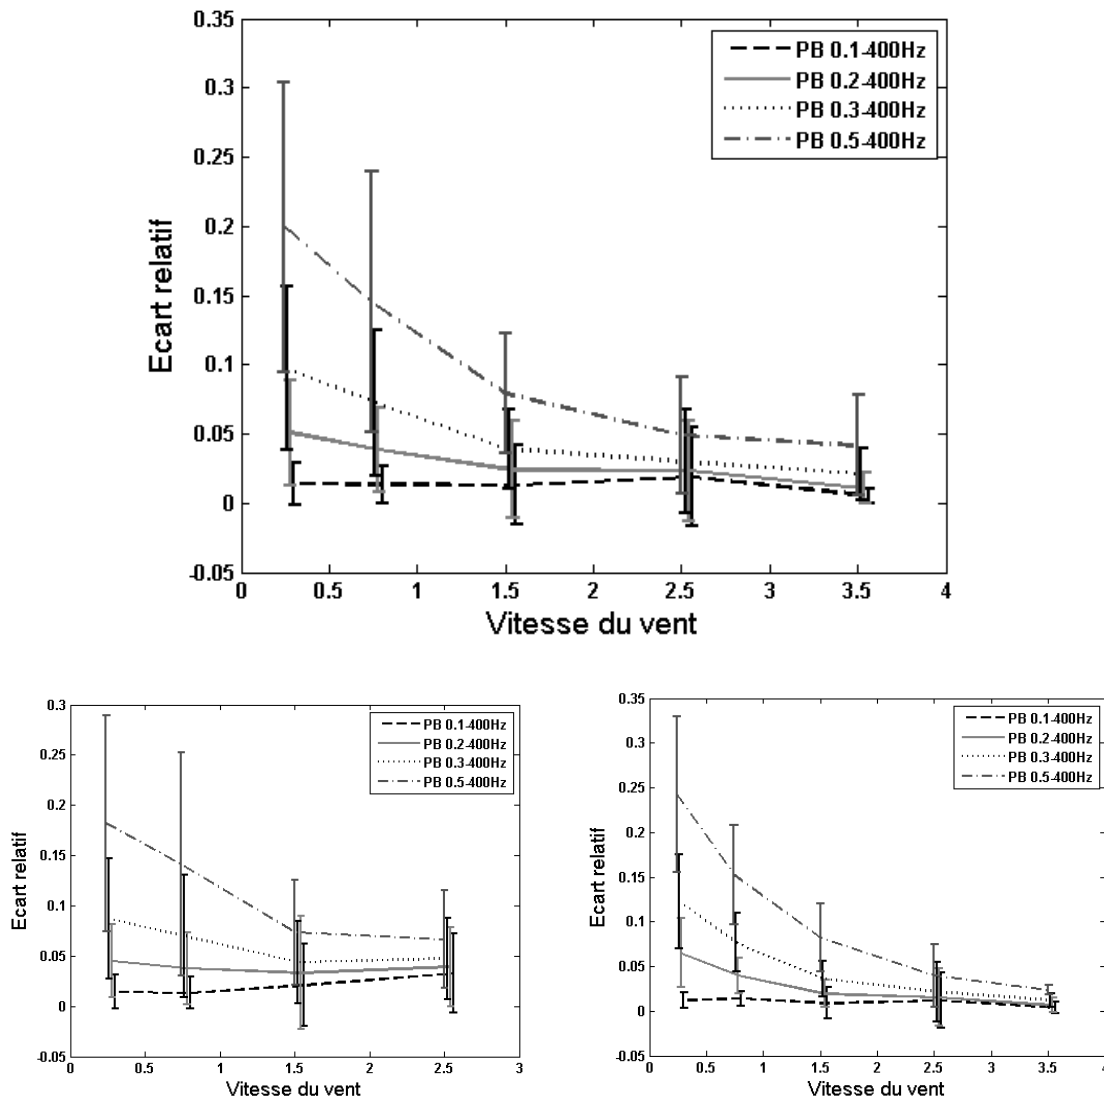 0.35
0.3
0.25
0.2
0.15
0.1
0.05
0
-0.05
Ecart relatif
PB 0.1-400Hz
PB 0.2-400Hz
PB 0.3-400Hz
PB 0.5-400Hz
0 0.5 1 1.5 2 2.5 3 3.5 4
Vitesse du vent
0.3
0.25
0.2
0.15
0.1
0.05
0
-0.05
Ecart relatif
PB 0.1-400Hz
PB 0.2-400Hz
PB 0.3-400Hz
PB 0.5-400Hz
0 0.5 1 1.5 2 2.5 3
Vitesse du vent
0.35
0.3
0.25
0.2
0.15
0.1
0.05
0
-0.05
Ecart relatif
PB 0.1-400Hz
PB 0.2-400Hz
PB 0.3-400Hz
PB 0.5-400Hz
0 0.5 1 1.5 2 2.5 3 3.5 4
Vitesse du vent